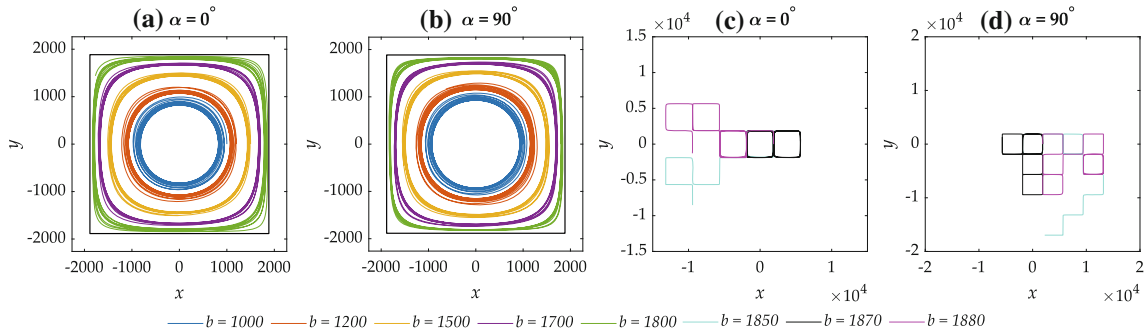 (a) α = 0°
(b) α = 90°
(c) α = 0°
(d) α = 90°
×10⁴
×10⁴
2000
1000
0
-1000
-2000
y
-2000 -1000 0 1000 2000
x
2000
1000
0
-1000
-2000
y
-2000 -1000 0 1000 2000
x
1.5
1
0.5
0
-0.5
-1
-1.5
y
-1 0 1
×10⁴
x
2
1
0
-1
-2
y
-1 0 1 2
×10⁴
x
b = 1000 b = 1200 b = 1500 b = 1700 b = 1800 b = 1850 b = 1870 b = 1880